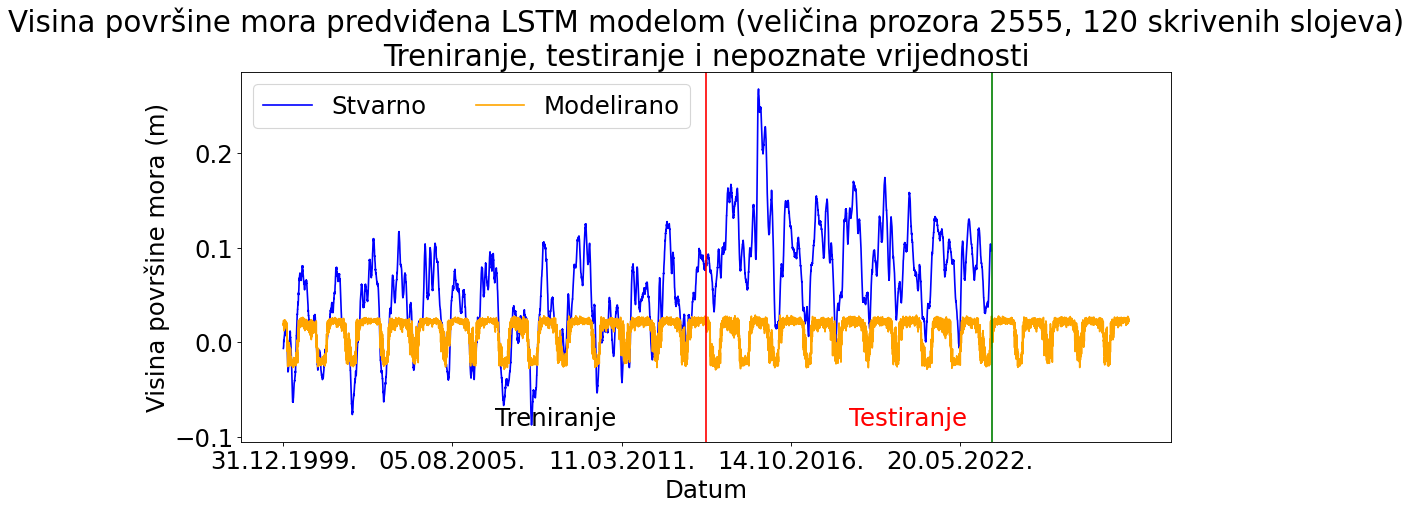 Visina površine mora predviđena LSTM modelom (veličina prozora 2555, 120 skrivenih slojeva)
Treniranje, testiranje i nepoznate vrijednosti
Stvarno Modelirano
Visina površine mora (m)
0.2
0.1
0.0
−0.1
Treniranje Testiranje
31.12.1999. 05.08.2005. 11.03.2011. 14.10.2016. 20.05.2022.
Datum